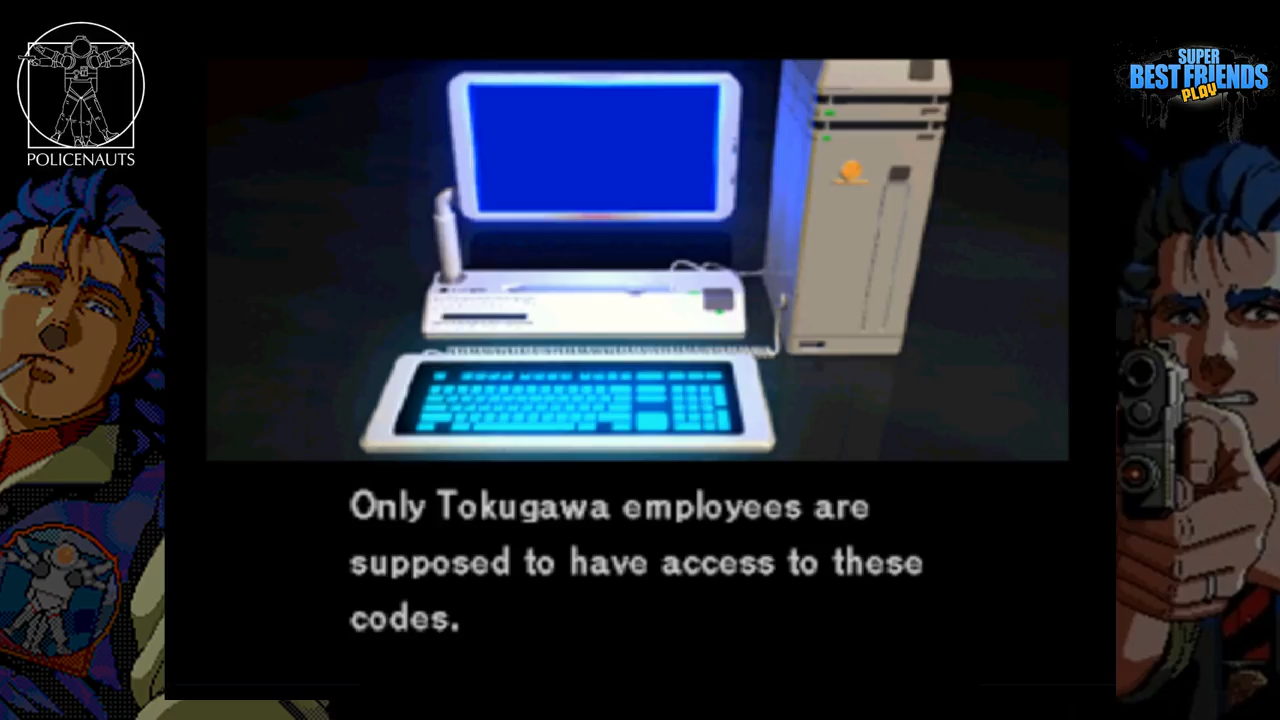 POLICENAUTS
SUPER
BEST FRIENDS
PLAY
Only Tokugawa employees are
supposed to have access to these
codes.